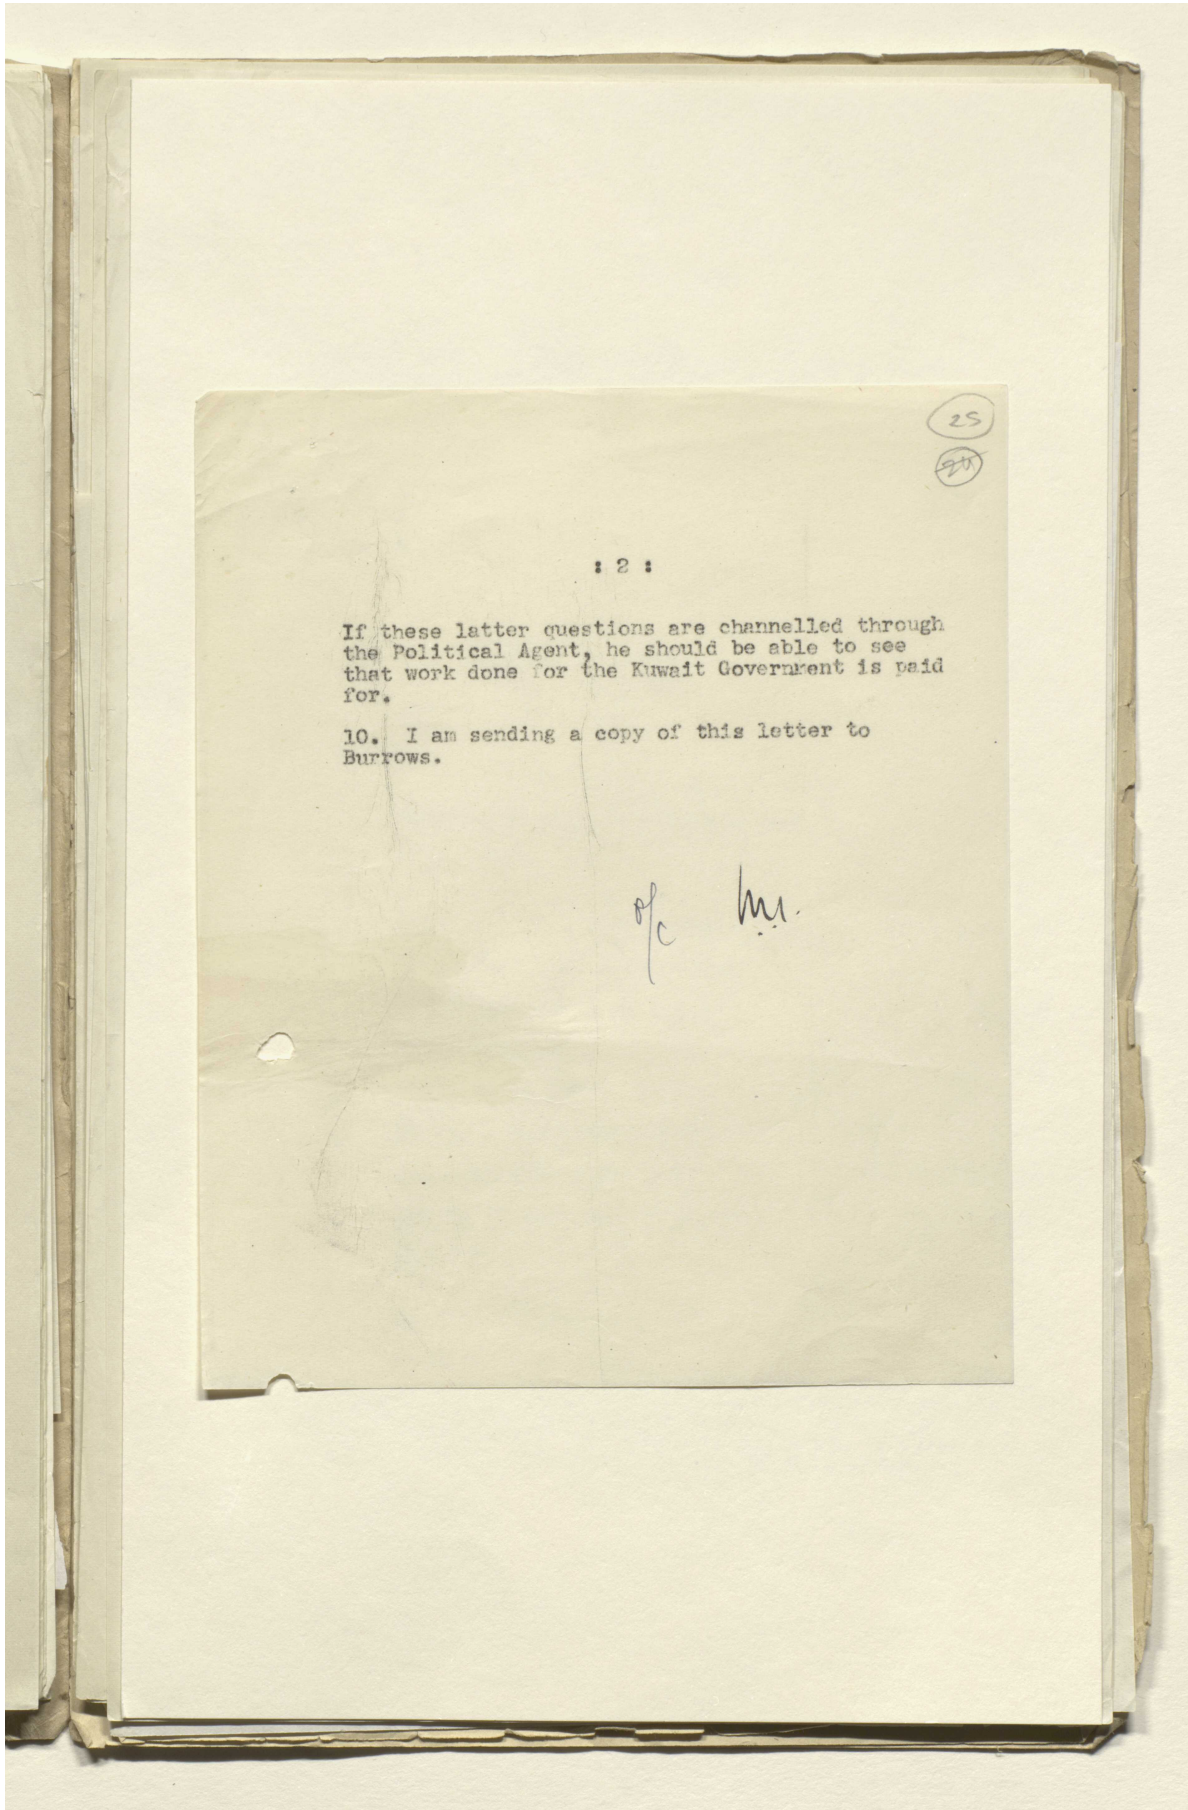 25
24
: 2 :
If these latter questions are channelled through
the Political Agent, he should be able to see
that work done for the Kuwait Government is paid
for.
10. I am sending a copy of this letter to
Burrows.
o/c